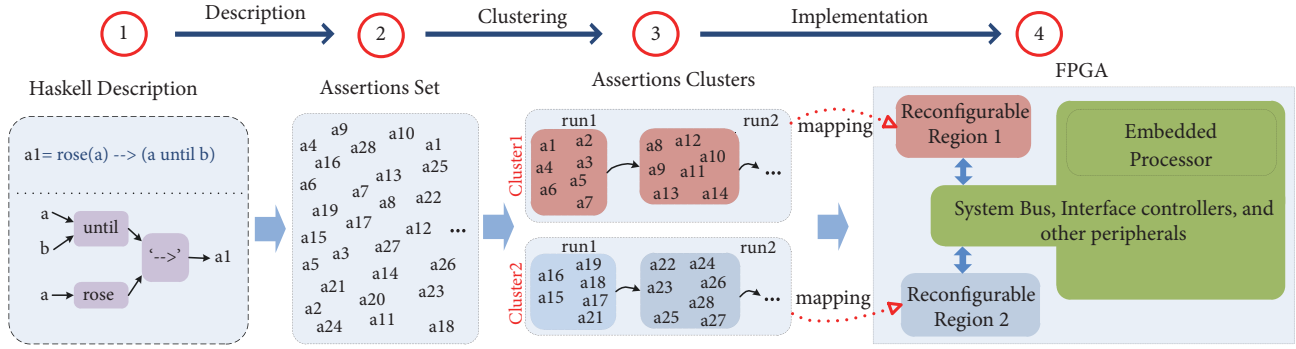 1 Description 2 Clustering 3 Implementation 4
Haskell Description
a1= rose(a) --> (a until b)
a
b
until
a
rose
‘-->’
a1
Assertions Set
a9
a10
a4
a28
a1
a16
a25
a13
a6
a7
a22
a8
a19
a17
a15
a12
...
a27
a3
a5
a26
a14
a21
a23
a20
a2
a11
a24
a18
Assertions Clusters
Cluster1
run1
run2
a1
a2
a4
a3
a5
a6
a7
a8
a12
a10
a9
a11
a13
a14
...
mapping
Cluster2
run1
run2
a16
a19
a18
a15
a17
a21
a22
a24
a23
a26
a28
a25
a27
...
mapping
FPGA
Reconfigurable
Region 1
Embedded
Processor
System Bus, Interface controllers, and
other peripherals
Reconfigurable
Region 2